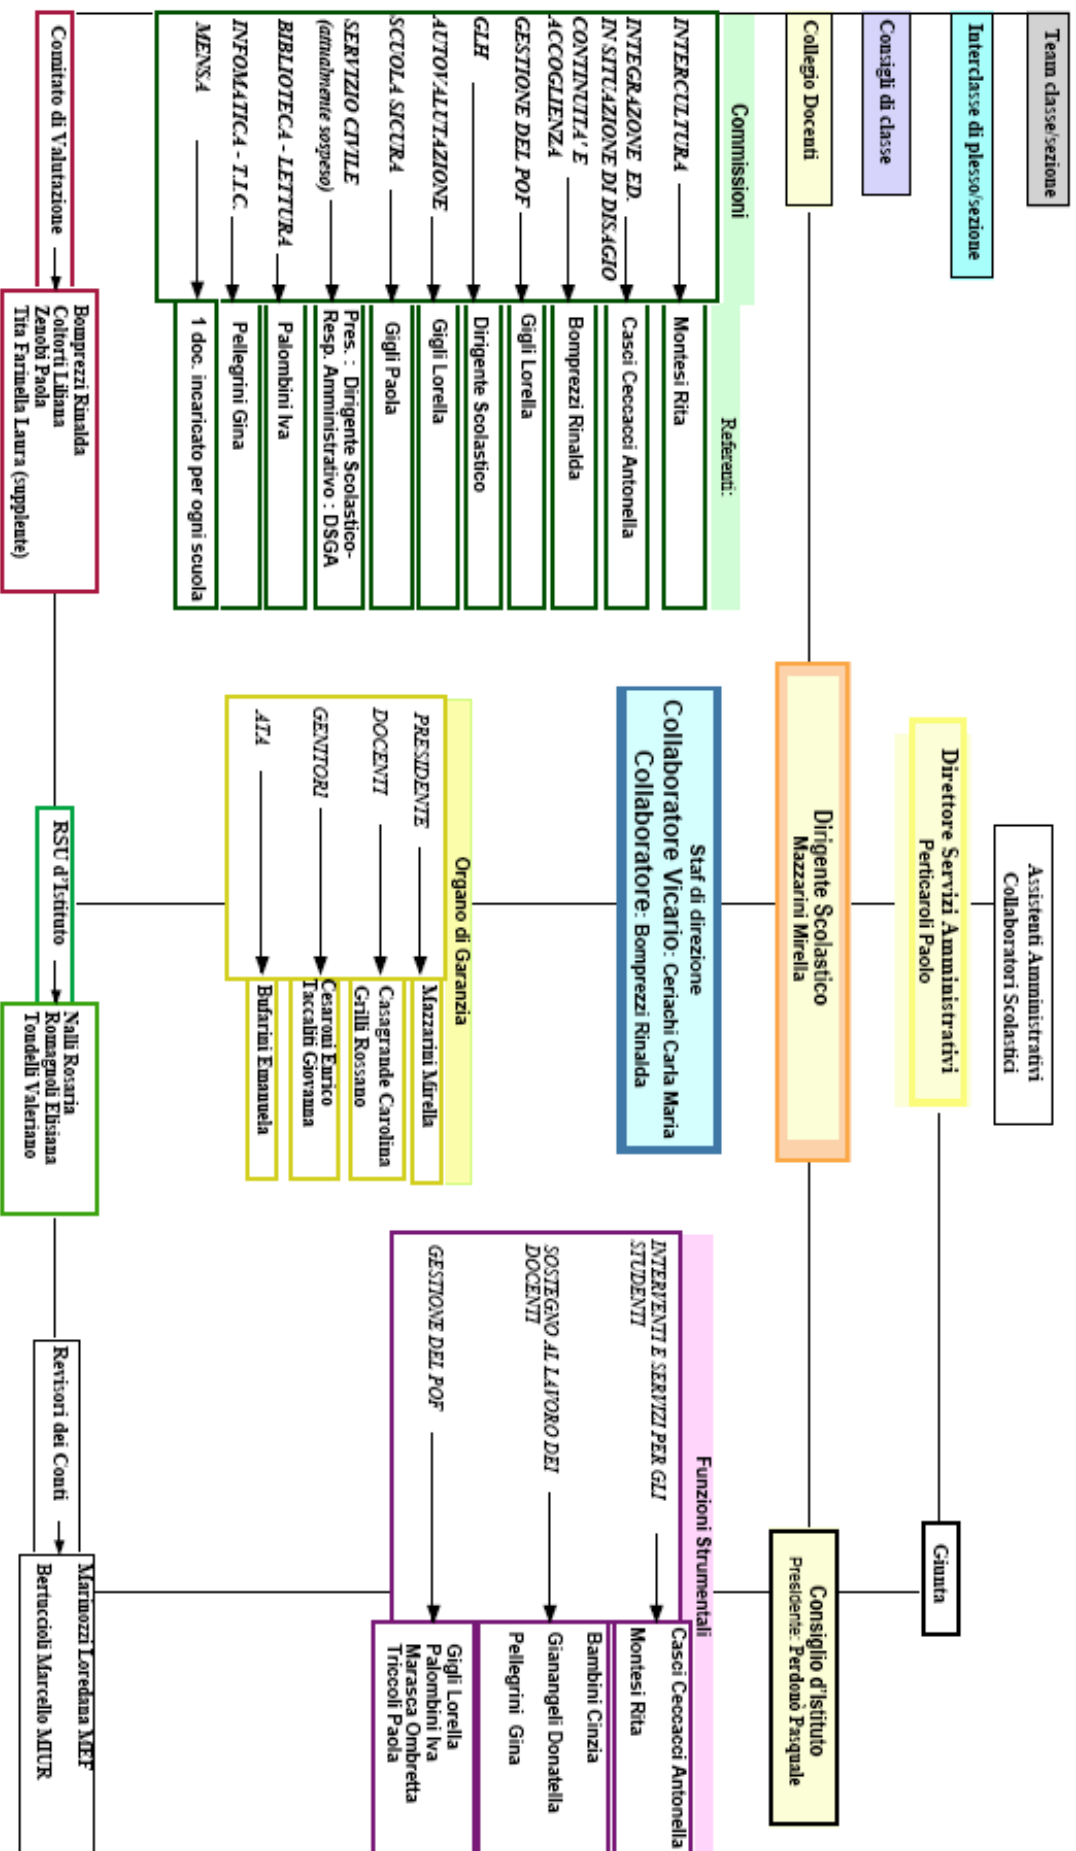 Team classe/sezione
Interclasse di plesso/sezione
Consigli di classe
Collegio Docenti
Assistenti Amministrativi
Collaboratori Scolastici
Direttore Servizi Amministrativi
Perticaroli Paolo
Dirigente Scolastico
Mazzarini Mirella
Giunta
Consiglio d'Istituto
Presidente: Perdonò Pasquale
Staf di direzione
Collaboratore Vicario: Ceriachi Carla Maria
Collaboratore: Bomprezzi Rinalda
Commissioni
Referenti:
INTERCULTURA
Montesi Rita
INTEGRAZONE ED.
IN SITUAZIONE DI DISAGIO
Casci Ceccacci Antonella
CONTINUITA' E
ACCOGLIENZA
Bomprezzi Rinalda
GESTIONE DEL POF
Gigli Lorella
GLH
Dirigente Scolastico
AUTOVALUTAZIONE
Gigli Lorella
SCUOLA SICURA
Gigli Paola
SERVIZIO CIVILE
(attualmente sospeso)
Pres. : Dirigente Scolastico-
Resp. Amministrativo : DSGA
BIBLIOTECA - LETTURA
Palombini Iva
INFOMATICA - T.I.C.
Pellegrini Gina
MENSA
1 doc. incaricato per ogni scuola
Organo di Garanzia
PRESIDENTE
Mazzarini Mirella
DOCENTI
Casagrande Carolina
Grilli Rossano
GENITORI
Cesaroni Enrico
Taccaliti Giovanna
ATA
Bufarini Emanuela
Funzioni Strumentali
INTERVENTI E SERVIZI PER GLI
STUDENTI
Casci Ceccacci Antonella
Montesi Rita
SOSTEGNO AL LAVORO DEI
DOCENTI
Bambini Cinzia
Gianangeli Donatella
Pellegrini Gina
GESTIONE DEL POF
Gigli Lorella
Palombini Iva
Marasca Ombretta
Triccoli Paola
Comitato di Valutazione
Bomprezzi Rinalda
Coltorti Liliana
Zenobi Paola
Tita Farinella Laura (supplente)
RSU d'Istituto
Nalli Rosaria
Romagnoli Elisiana
Tondelli Valeriano
Revisori dei Conti
Marinozzi Loredana MEF
Bertuccioli Marcello MIUR